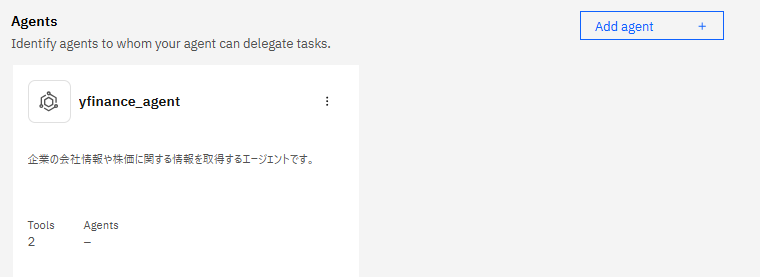 Agents
Identify agents to whom your agent can delegate tasks.
Add agent +
yfinance_agent
企業の会社情報や株価に関する情報を取得するエージェントです。
Tools Agents
2 –